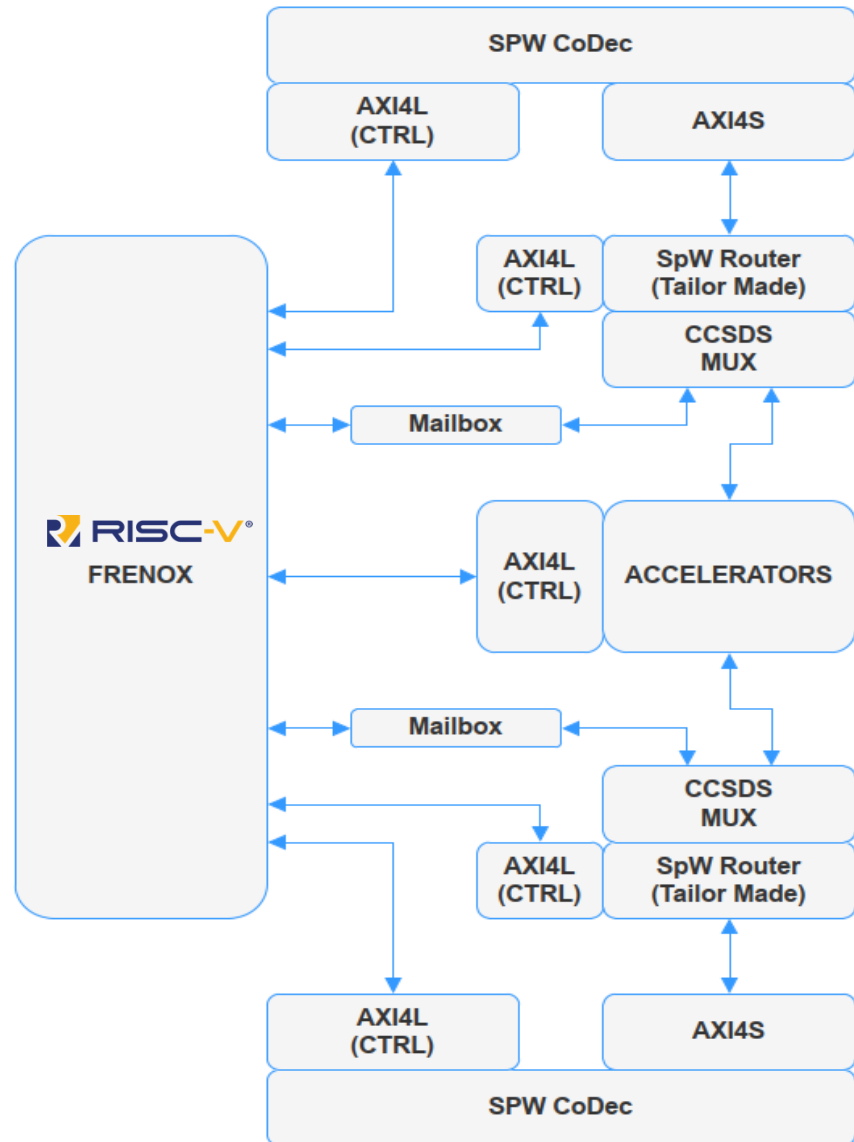 SPW CoDec
AXI4L
(CTRL)
AXI4S
AXI4L
(CTRL)
SpW Router
(Tailor Made)
CCSDS
MUX
Mailbox
RISC-V®
FRENOX
AXI4L
(CTRL)
ACCELERATORS
Mailbox
CCSDS
MUX
AXI4L
(CTRL)
SpW Router
(Tailor Made)
AXI4L
(CTRL)
AXI4S
SPW CoDec